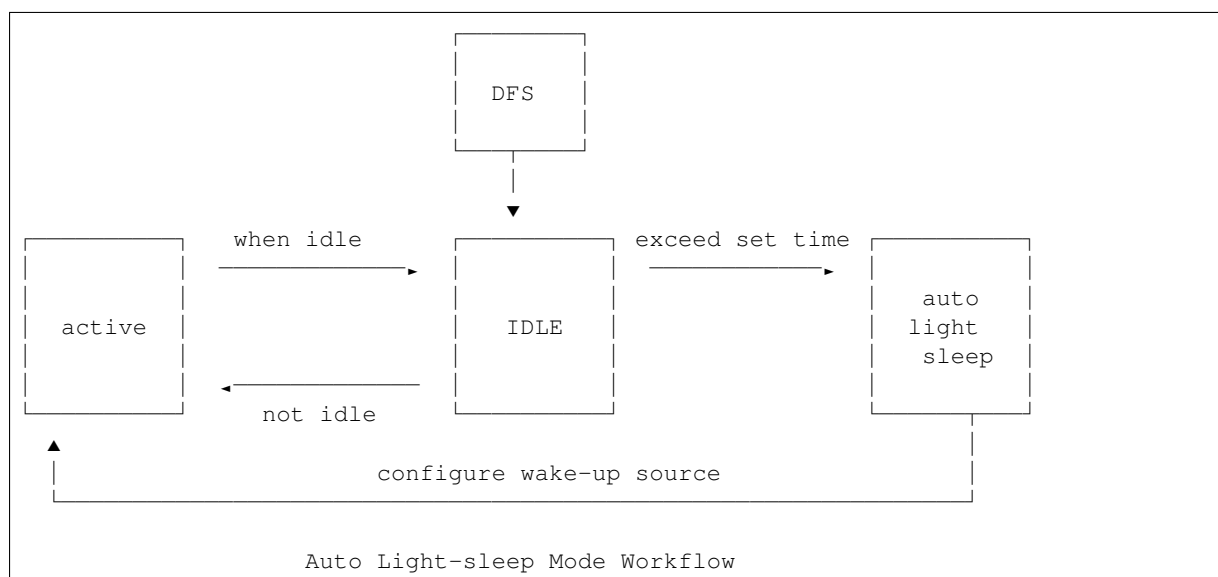 DFS
when idle
exceed set time
auto
active
IDLE
light
sleep
not idle
configure wake-up source
Auto Light-sleep Mode Workflow